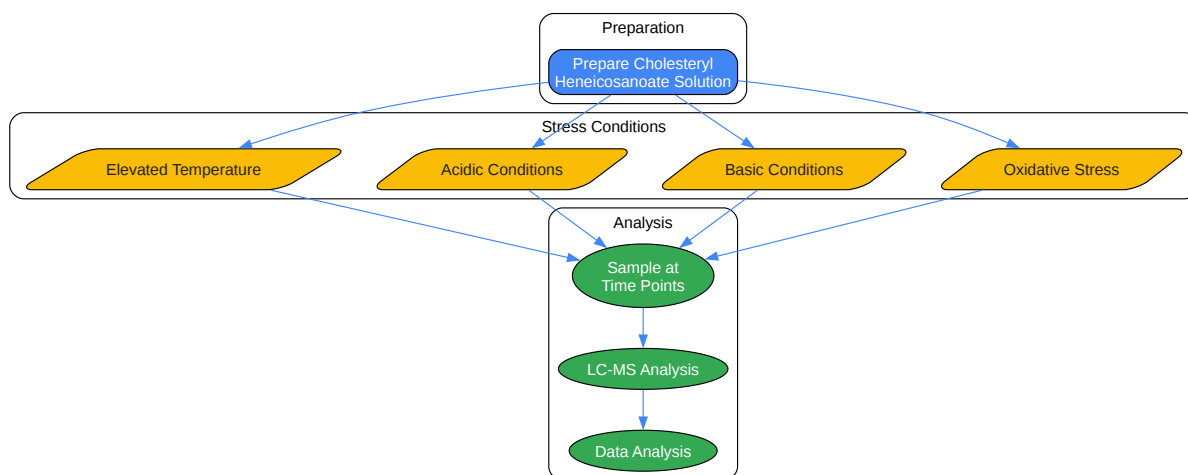 Preparation
Prepare Cholesteryl
Heneicosanoate Solution
Stress Conditions
Elevated Temperature
Acidic Conditions
Basic Conditions
Oxidative Stress
Analysis
Sample at
Time Points
LC-MS Analysis
Data Analysis